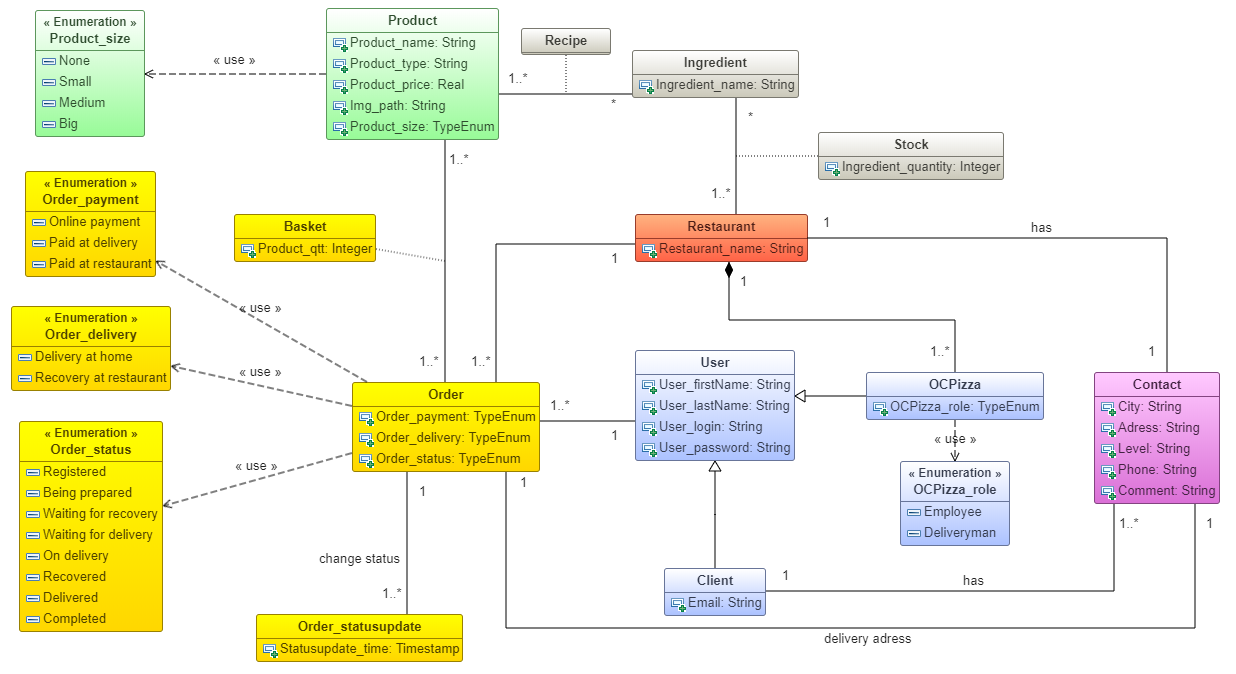 « Enumeration »
Product_size
None
Small
Medium
Big
« use »
Product
Product_name: String
Product_type: String
Product_price: Real
Img_path: String
Product_size: TypeEnum
Recipe
1..*
*
Ingredient
Ingredient_name: String
*
Stock
Ingredient_quantity: Integer
1..*
1..*
« Enumeration »
Order_payment
Online payment
Paid at delivery
Paid at restaurant
Basket
Product_qtt: Integer
Restaurant
Restaurant_name: String
1
has
1
1
1
« use »
« Enumeration »
Order_delivery
Delivery at home
Recovery at restaurant
« use »
1..*
1..*
1..*
User
User_firstName: String
User_lastName: String
User_login: String
User_password: String
OCPizza
OCPizza_role: TypeEnum
« use »
« Enumeration »
OCPizza_role
Employee
Deliveryman
Contact
City: String
Adress: String
Level: String
Phone: String
Comment: String
Order
Order_payment: TypeEnum
Order_delivery: TypeEnum
Order_status: TypeEnum
1..*
1
« Enumeration »
Order_status
Registered
Being prepared
Waiting for recovery
Waiting for delivery
On delivery
Recovered
Delivered
Completed
« use »
1
1
1..*
1
change status
1..*
Client
Email: String
1
has
Order_statusupdate
Statusupdate_time: Timestamp
delivery adress